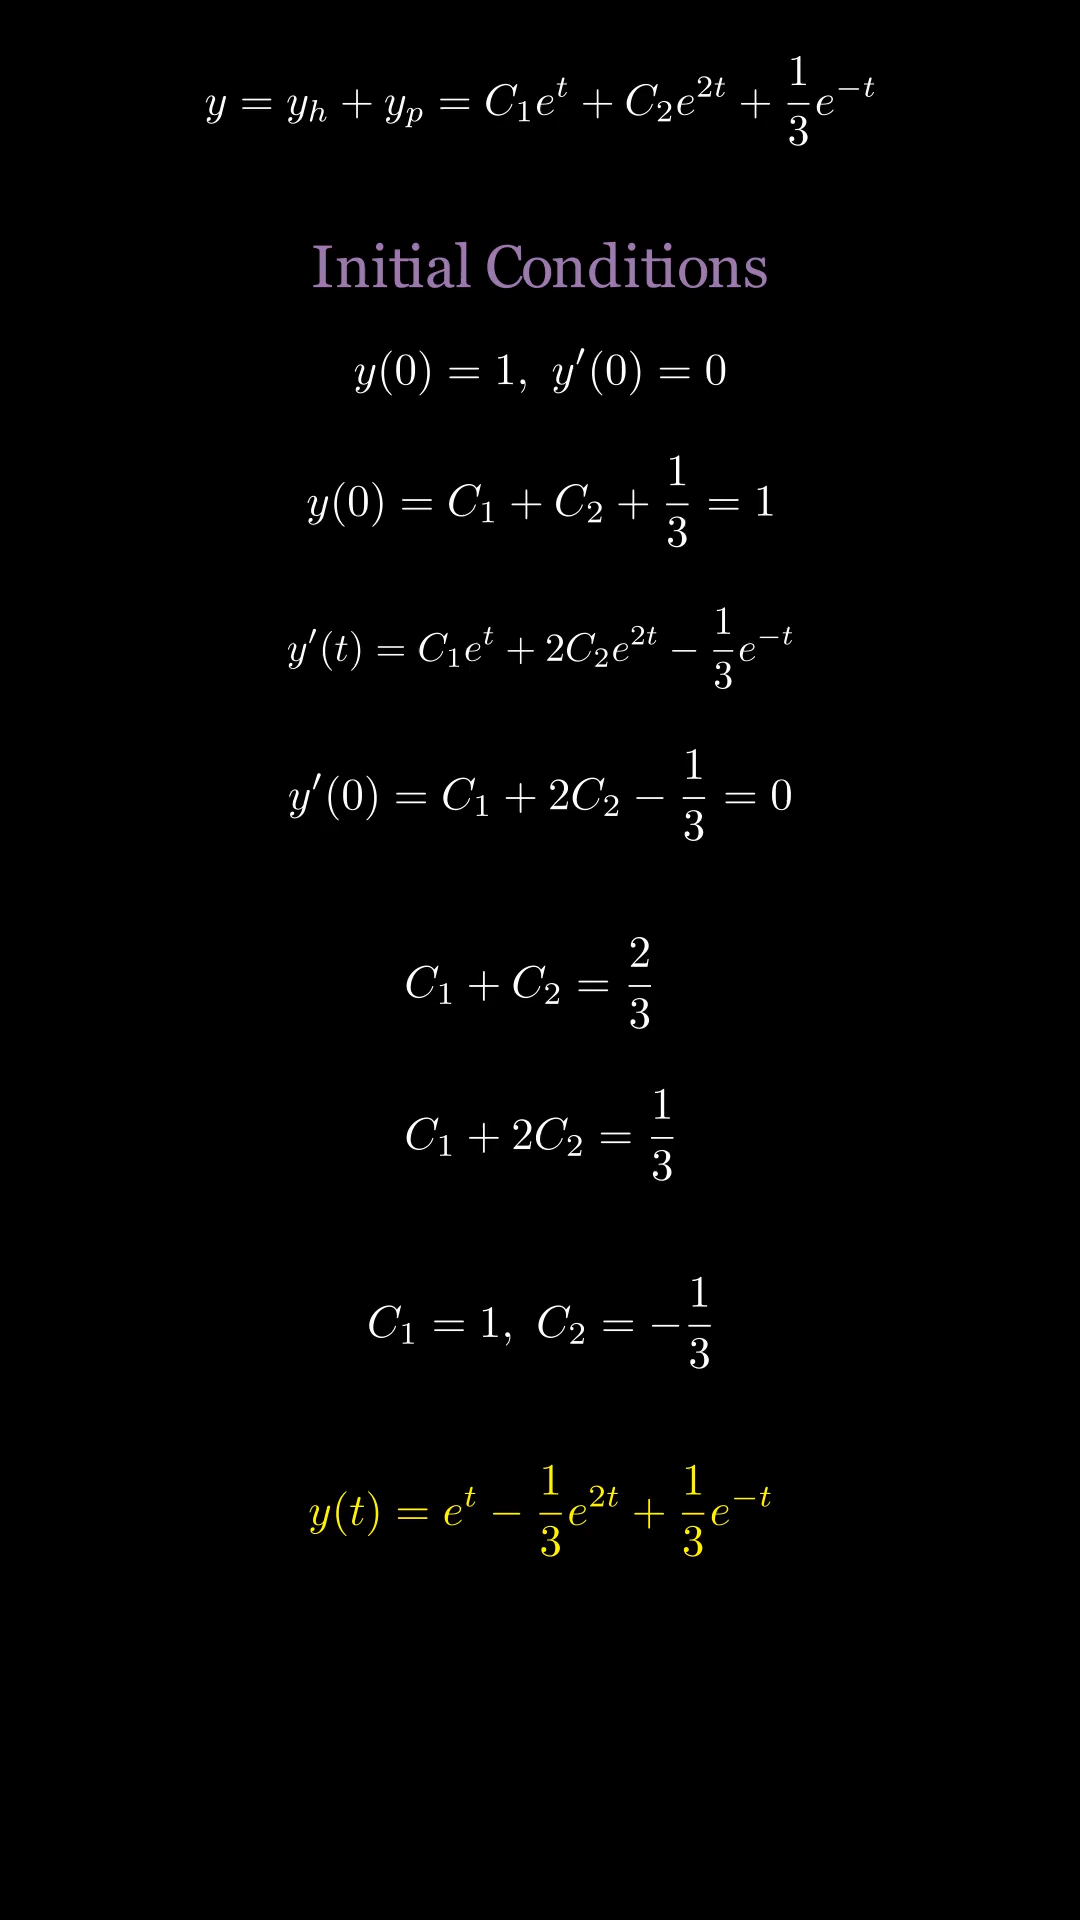 y = y_h + y_p = C_1e^t + C_2e^{2t} + \frac{1}{3}e^{-t}
Initial Conditions
y(0) = 1, y'(0) = 0
y(0) = C_1 + C_2 + \frac{1}{3} = 1
y'(t) = C_1e^t + 2C_2e^{2t} - \frac{1}{3}e^{-t}
y'(0) = C_1 + 2C_2 - \frac{1}{3} = 0
C_1 + C_2 = \frac{2}{3}
C_1 + 2C_2 = \frac{1}{3}
C_1 = 1, C_2 = -\frac{1}{3}
y(t) = e^t - \frac{1}{3}e^{2t} + \frac{1}{3}e^{-t}